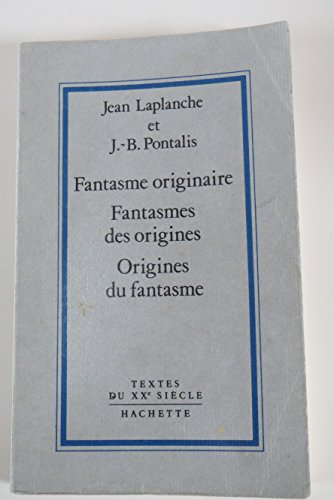 Jean Laplanche
et
J.-B. Pontalis
Fantasme originaire
Fantasmes
des origines
Origines
du fantasme
TEXTES
DU XXe SIÈCLE
HACHETTE